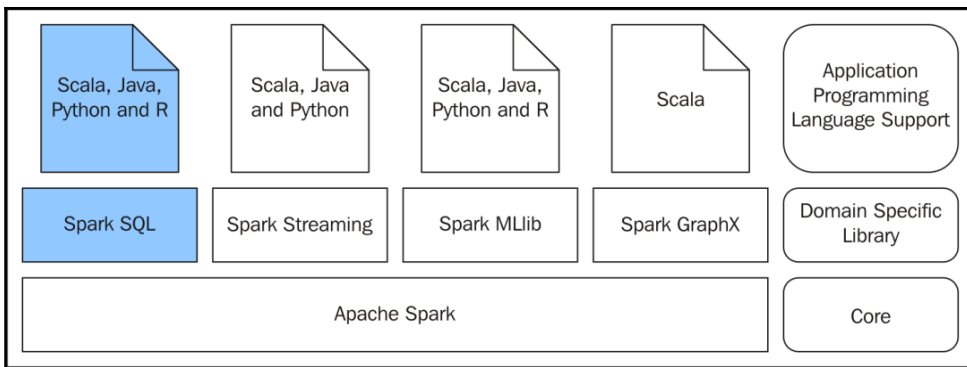 Scala, Java,
Python and R
Scala, Java
and Python
Scala, Java,
Python and R
Scala
Application
Programming
Language Support
Spark SQL
Spark Streaming
Spark MLlib
Spark GraphX
Domain Specific
Library
Apache Spark
Core